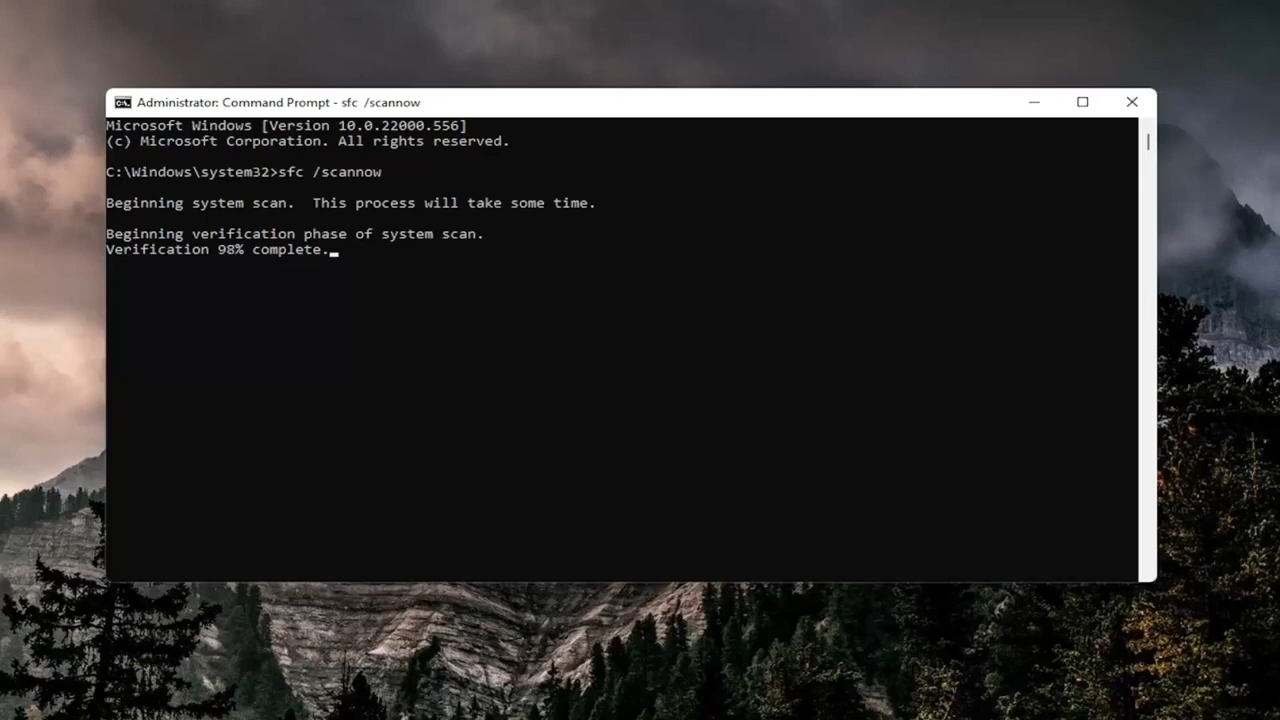 Administrator: Command Prompt - sfc  /scannow
Microsoft Windows [Version 10.0.22000.556]
(c) Microsoft Corporation. All rights reserved.
C:\Windows\system32>sfc /scannow
Beginning system scan.  This process will take some time.
Beginning verification phase of system scan.
Verification 98% complete.